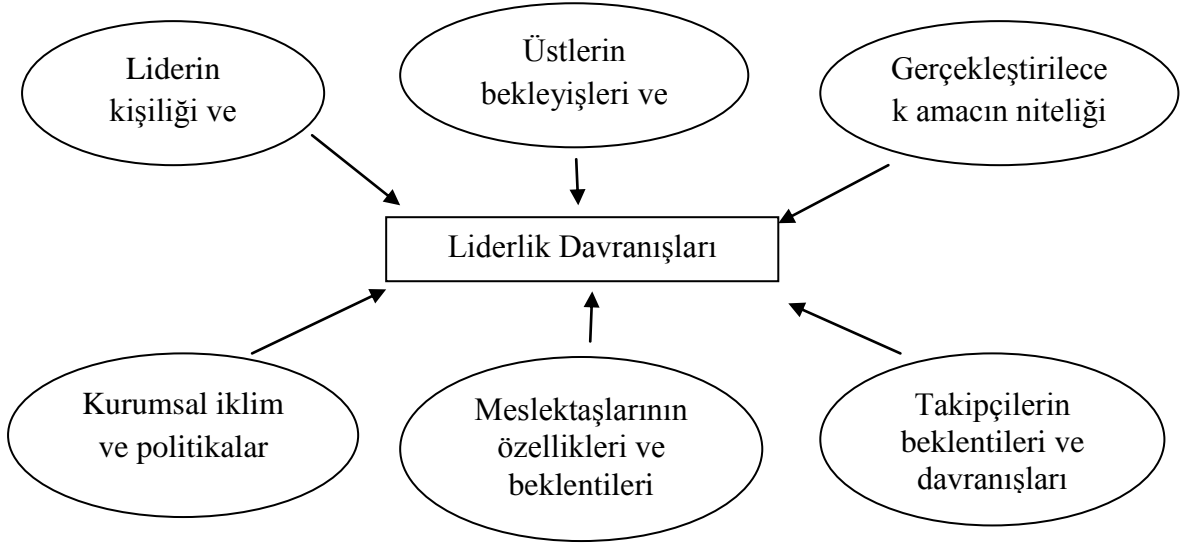 Liderin
kişiliği ve
Üstlerin
bekleyişleri ve
Gerçekleştirilece
k amacın niteliği
Liderlik Davranışları
Kurumsal iklim
ve politikalar
Meslektaşlarının
özellikleri ve
beklentileri
Takipçilerin
beklentileri ve
davranışları